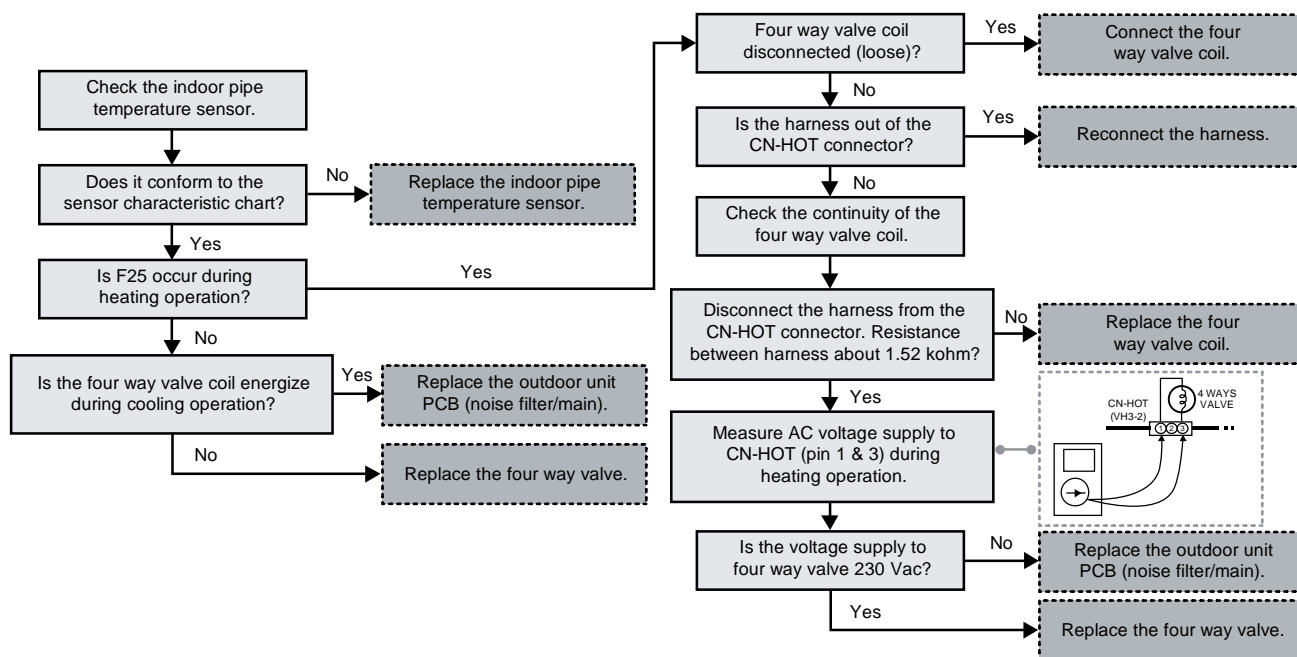 Check the indoor pipe
temperature sensor.
Does it conform to the
sensor characteristic chart?
No
Replace the indoor pipe
temperature sensor.
Yes
Is F25 occur during
heating operation?
Yes
No
Is the four way valve coil energize
during cooling operation?
Yes
Replace the outdoor unit
PCB (noise filter/main).
No
Replace the four way valve.
Four way valve coil
disconnected (loose)?
Yes
Connect the four
way valve coil.
No
Is the harness out of the
CN-HOT connector?
Yes
Reconnect the harness.
No
Check the continuity of the
four way valve coil.
Disconnect the harness from the
CN-HOT connector. Resistance
between harness about 1.52 kohm?
No
Replace the four
way valve coil.
Yes
Measure AC voltage supply to
CN-HOT (pin 1 & 3) during
heating operation.
CN-HOT
(VH3-2)
4 WAYS
VALVE
1 2 3
Is the voltage supply to
four way valve 230 Vac?
No
Replace the outdoor unit
PCB (noise filter/main).
Yes
Replace the four way valve.